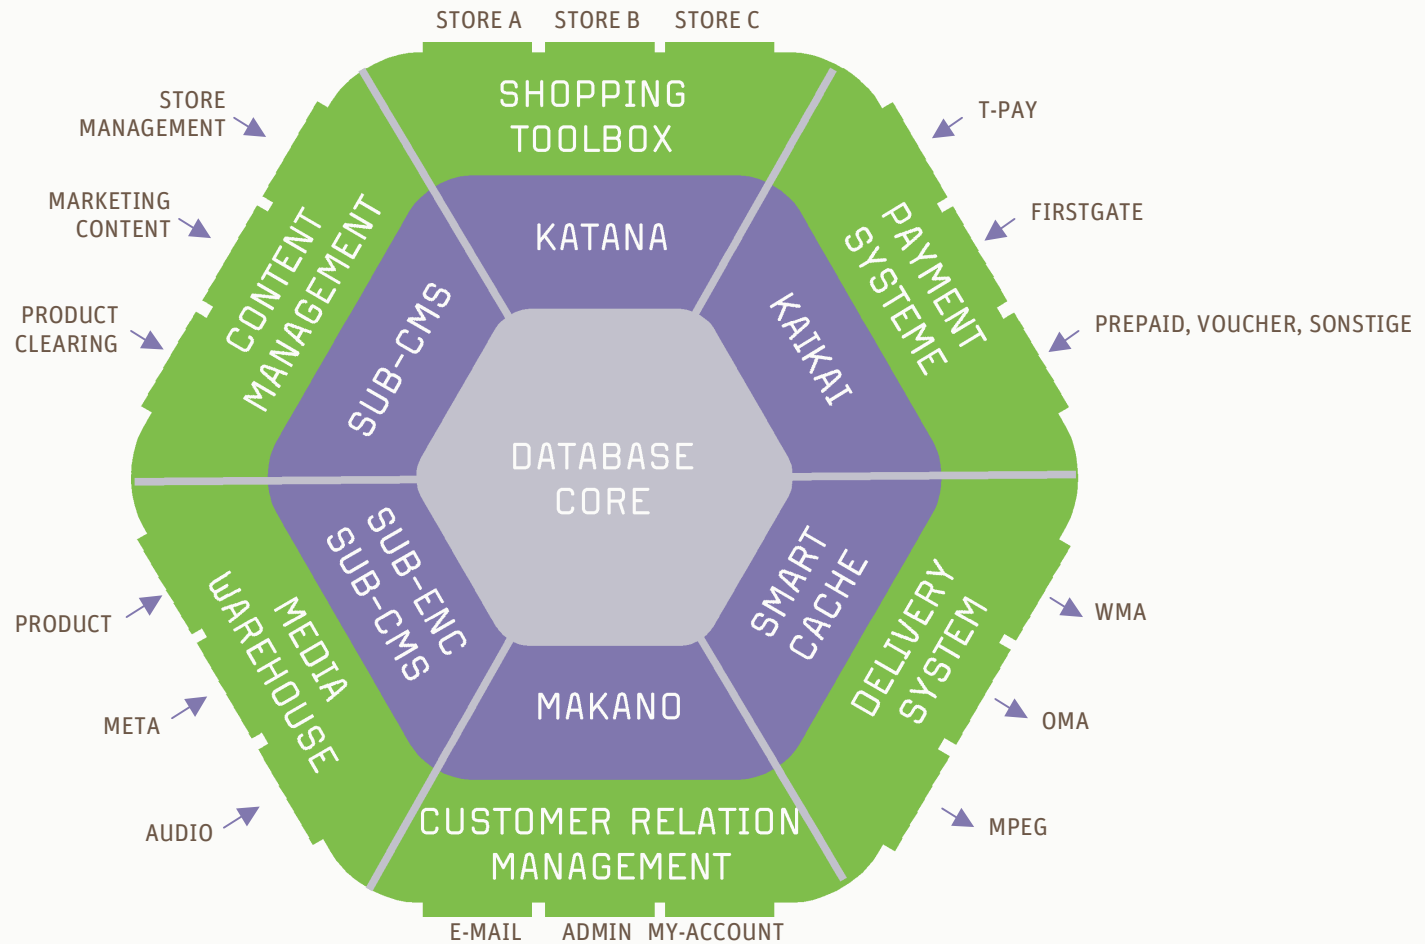 STORE A
STORE B
STORE C
SHOPPING
TOOLBOX
KATANA
STORE
MANAGEMENT
MARKETING
CONTENT
PRODUCT
CLEARING
CONTENT
MANAGEMENT
SUB-CMS
T-PAY
FIRSTGATE
PREPAID, VOUCHER, SONSTIGE
PAYMENT
SYSTEME
KAIKAI
DATABASE
CORE
SUB-ENC
SUB-CMS
MEDIA
WAREHOUSE
PRODUCT
META
AUDIO
SMART
CACHE
DELIVERY
SYSTEM
WMA
OMA
MPEG
MAKANO
CUSTOMER RELATION
MANAGEMENT
E-MAIL
ADMIN
MY-ACCOUNT